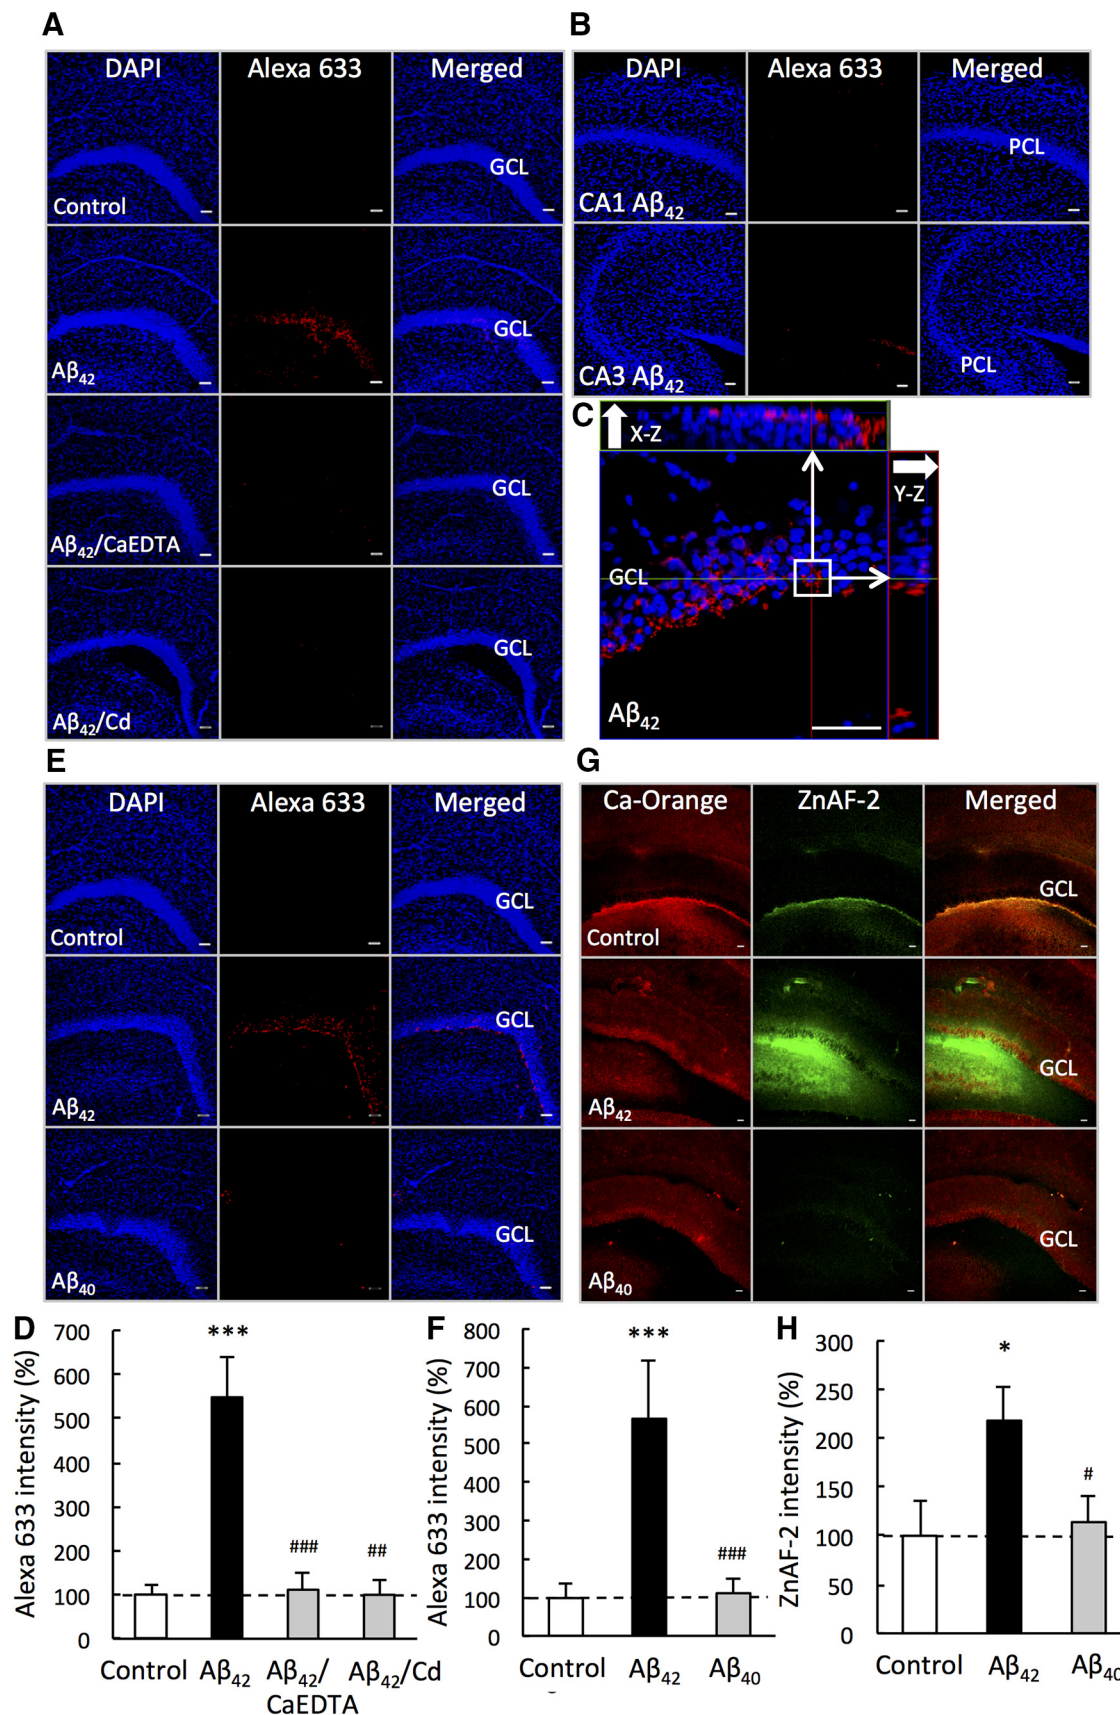 A
DAPI Alexa 633 Merged
GCL
Control
GCL
Aβ42
GCL
Aβ42/CaEDTA
GCL
Aβ42/Cd
B
DAPI Alexa 633 Merged
PCL
CA1 Aβ42
PCL
CA3 Aβ42
C
X-Z
Y-Z
GCL
Aβ42
E
DAPI Alexa 633 Merged
GCL
Control
GCL
Aβ42
GCL
Aβ40
G
Ca-Orange ZnAF-2 Merged
GCL
Control
GCL
Aβ42
GCL
Aβ40
D
Alexa 633 intensity (%)
700
600
500
400
300
200
100
0
***
###
##
Control Aβ42 Aβ42/ Aβ42/Cd
CaEDTA
F
Alexa 633 intensity (%)
800
700
600
500
400
300
200
100
0
***
###
Control Aβ42 Aβ40
H
ZnAF-2 intensity (%)
300
250
200
150
100
50
0
*
#
Control Aβ42 Aβ40